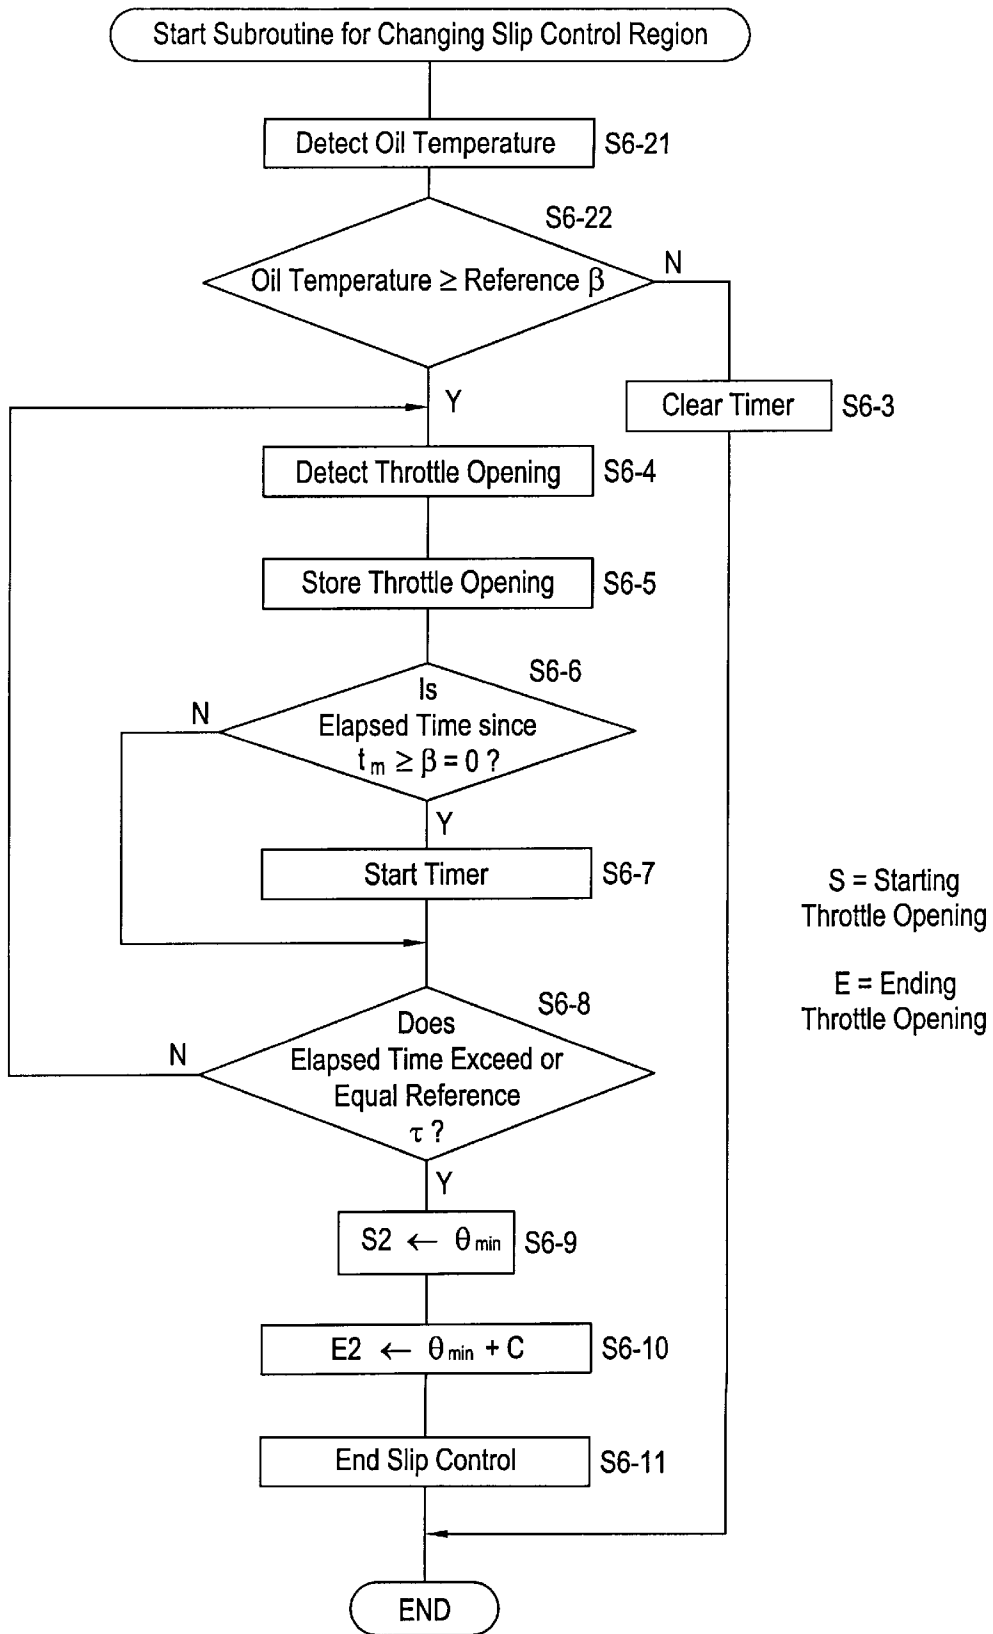 Start Subroutine for Changing Slip Control Region
Detect Oil Temperature
S6-21
S6-22
Oil Temperature ≥ Reference β
N
Y
Clear Timer
S6-3
Detect Throttle Opening
S6-4
Store Throttle Opening
S6-5
S6-6
Is
Elapsed Time since
tm ≥ β = 0 ?
N
Y
Start Timer
S6-7
S = Starting
Throttle Opening
E = Ending
Throttle Opening
S6-8
Does
Elapsed Time Exceed or
Equal Reference
τ ?
N
Y
S2 ← θmin
S6-9
E2 ← θmin + C
S6-10
End Slip Control
S6-11
END